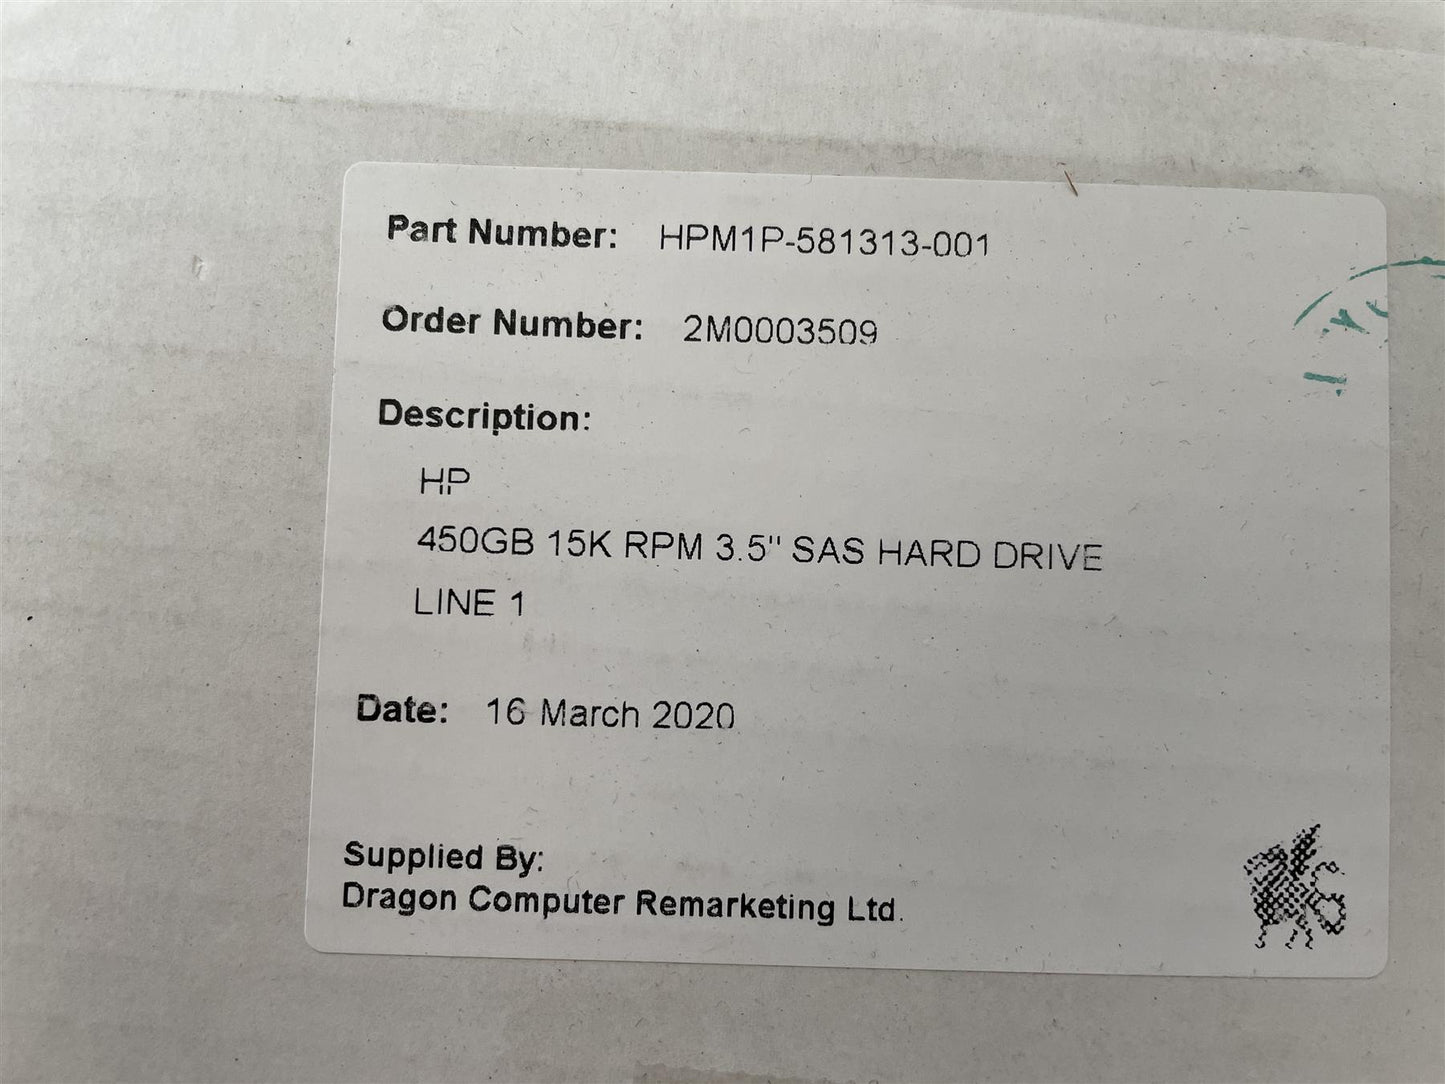 Part Number: HPM1P-581313-001
Order Number: 2M0003509
Description:
HP
450GB 15K RPM 3.5" SAS HARD DRIVE
LINE 1
Date: 16 March 2020
Supplied By:
Dragon Computer Remarketing Ltd.